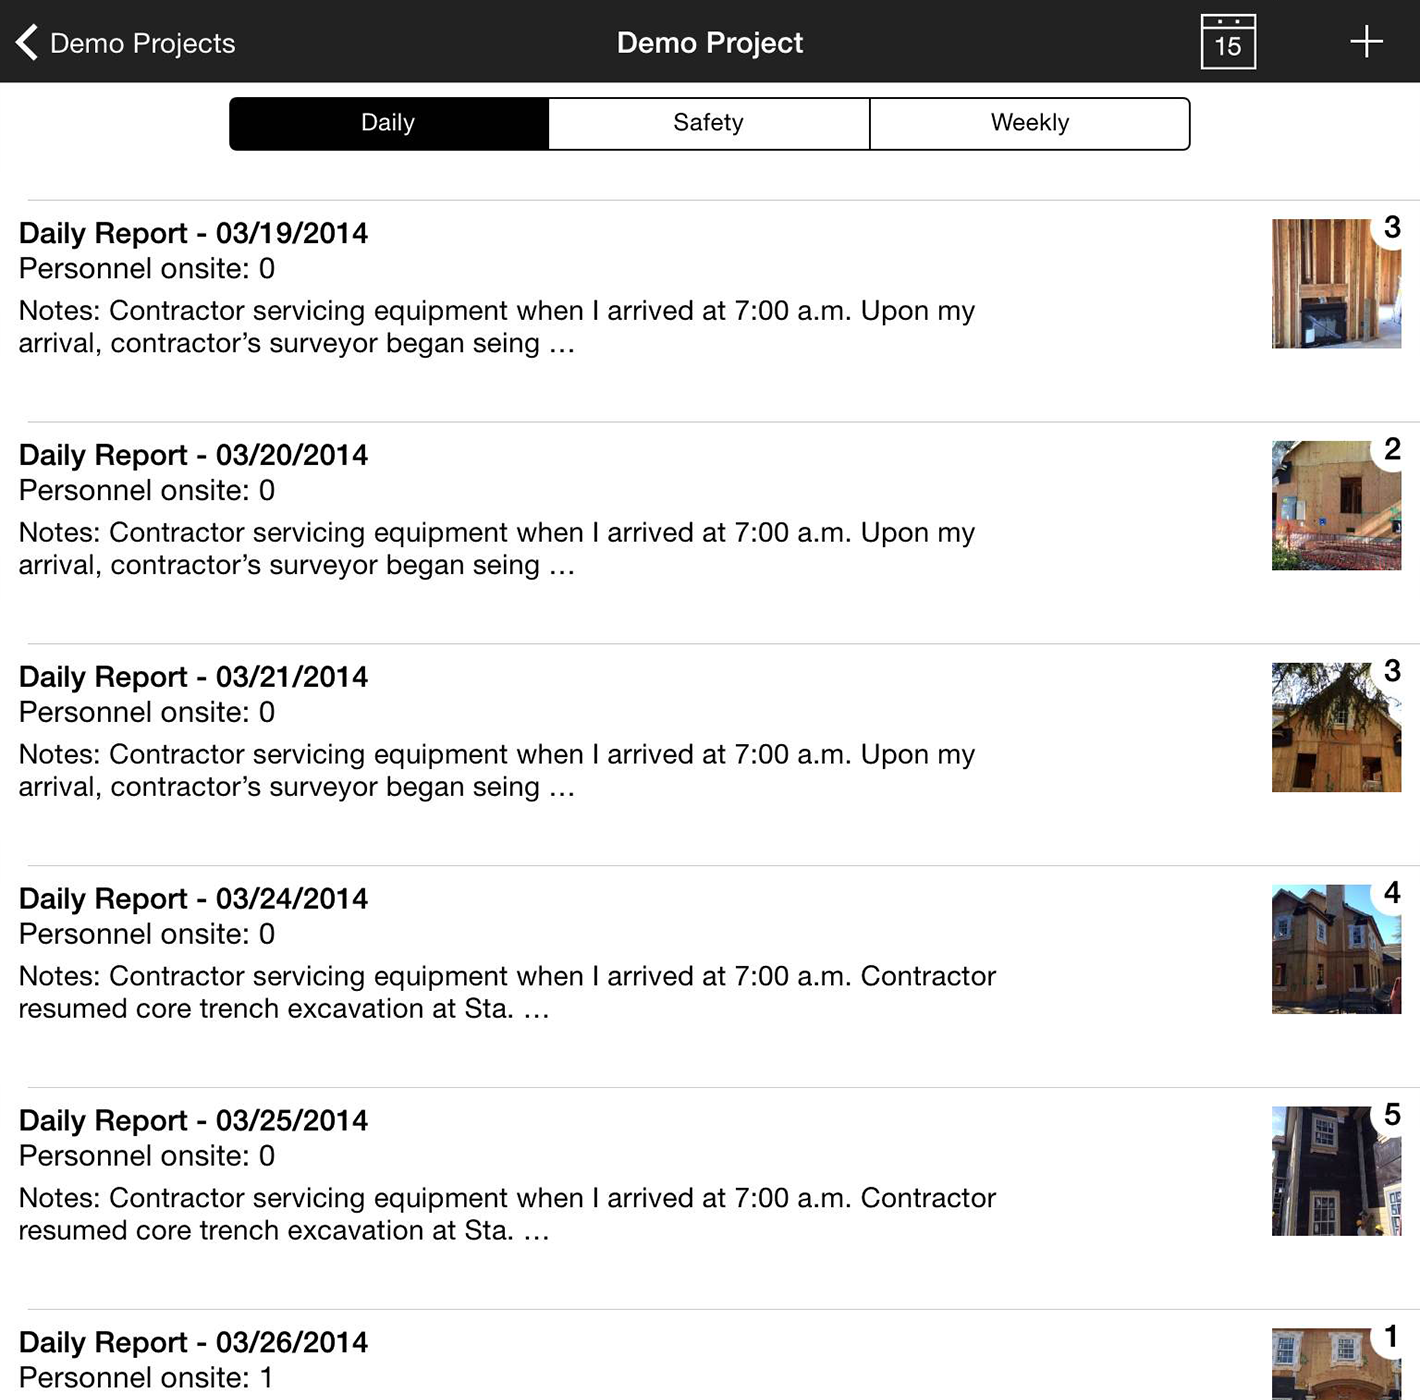 Demo Projects
Demo Project
15
Daily
Safety
Weekly
Daily Report - 03/19/2014
3
Personnel onsite: 0
Notes: Contractor servicing equipment when I arrived at 7:00 a.m. Upon my
arrival, contractor’s surveyor began seing …
Daily Report - 03/20/2014
2
Personnel onsite: 0
Notes: Contractor servicing equipment when I arrived at 7:00 a.m. Upon my
arrival, contractor’s surveyor began seing …
Daily Report - 03/21/2014
3
Personnel onsite: 0
Notes: Contractor servicing equipment when I arrived at 7:00 a.m. Upon my
arrival, contractor’s surveyor began seing …
Daily Report - 03/24/2014
4
Personnel onsite: 0
Notes: Contractor servicing equipment when I arrived at 7:00 a.m. Contractor
resumed core trench excavation at Sta. …
Daily Report - 03/25/2014
5
Personnel onsite: 0
Notes: Contractor servicing equipment when I arrived at 7:00 a.m. Contractor
resumed core trench excavation at Sta. …
Daily Report - 03/26/2014
1
Personnel onsite: 1